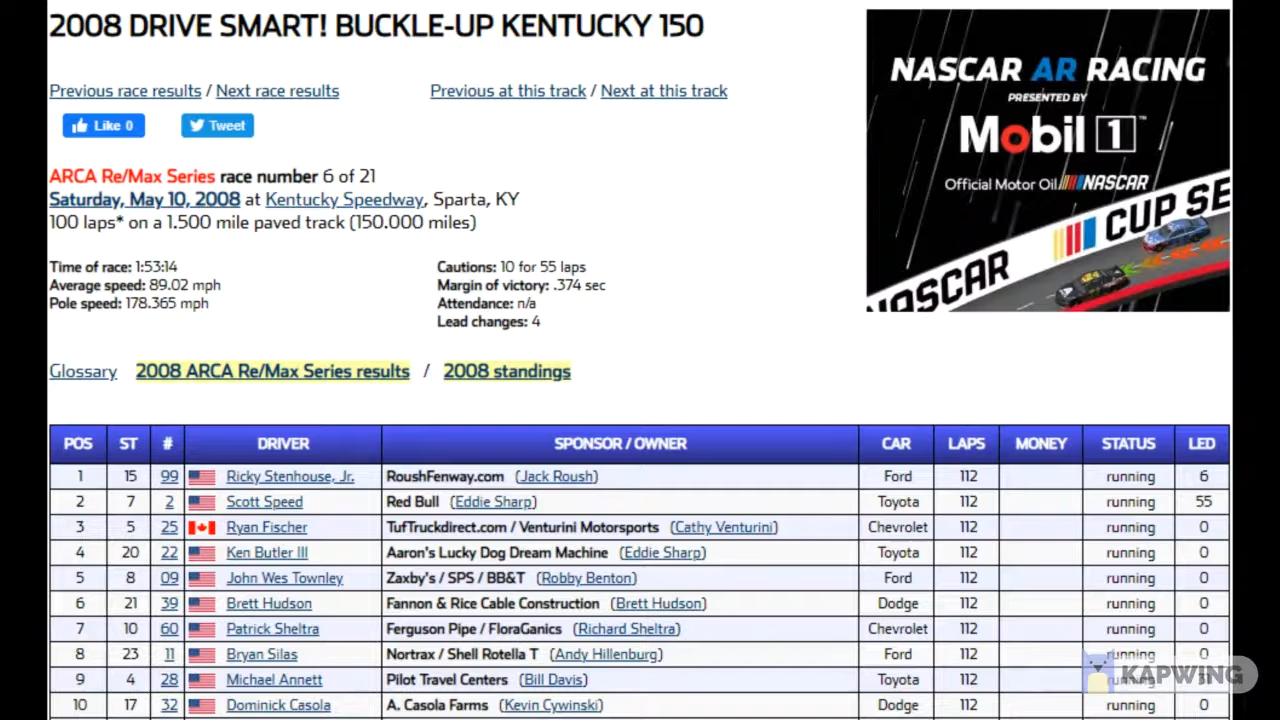 2008 DRIVE SMART! BUCKLE-UP KENTUCKY 150
Previous race results / Next race results Previous at this track / Next at this track
Like 0 Tweet
ARCA Re/Max Series race number 6 of 21
Saturday, May 10, 2008 at Kentucky Speedway, Sparta, KY
100 laps* on a 1.500 mile paved track (150.000 miles)
Time of race: 1:53:14
Average speed: 89.02 mph
Pole speed: 178.365 mph
Cautions: 10 for 55 laps
Margin of victory: .374 sec
Attendance: n/a
Lead changes: 4
NASCAR AR RACING
PRESENTED BY
Mobil 1™
Official Motor Oil NASCAR
NASCAR CUP SE
Glossary 2008 ARCA Re/Max Series results / 2008 standings
POS ST # DRIVER SPONSOR / OWNER CAR LAPS MONEY STATUS LED
1 15 99 Ricky Stenhouse, Jr. RoushFenway.com (Jack Roush) Ford 112 running 6
2 7 2 Scott Speed Red Bull (Eddie Sharp) Toyota 112 running 55
3 5 25 Ryan Fischer TufTruckdirect.com / Venturini Motorsports (Cathy Venturini) Chevrolet 112 running 0
4 20 22 Ken Butler III Aaron's Lucky Dog Dream Machine (Eddie Sharp) Toyota 112 running 0
5 8 09 John Wes Townley Zaxby's / SPS / BB&T (Robby Benton) Ford 112 running 0
6 21 39 Brett Hudson Fannon & Rice Cable Construction (Brett Hudson) Dodge 112 running 0
7 10 60 Patrick Sheltra Ferguson Pipe / FloraGanics (Richard Sheltra) Chevrolet 112 running 0
8 23 11 Bryan Silas Nortrax / Shell Rotella T (Andy Hillenburg) Ford 112 running 0
9 4 28 Michael Annett Pilot Travel Centers (Bill Davis) Toyota 112 running 31
10 17 32 Dominick Casola A. Casola Farms (Kevin Cywinski) Dodge 112 running 0
KAPWING